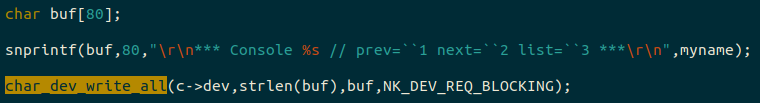 char buf[80];
snprintf(buf,80,"\r\n*** Console %s // prev=``1 next=``2 list=``3 ***\r\n",myname);
char_dev_write_all(c->dev,strlen(buf),buf,NK_DEV_REQ_BLOCKING);